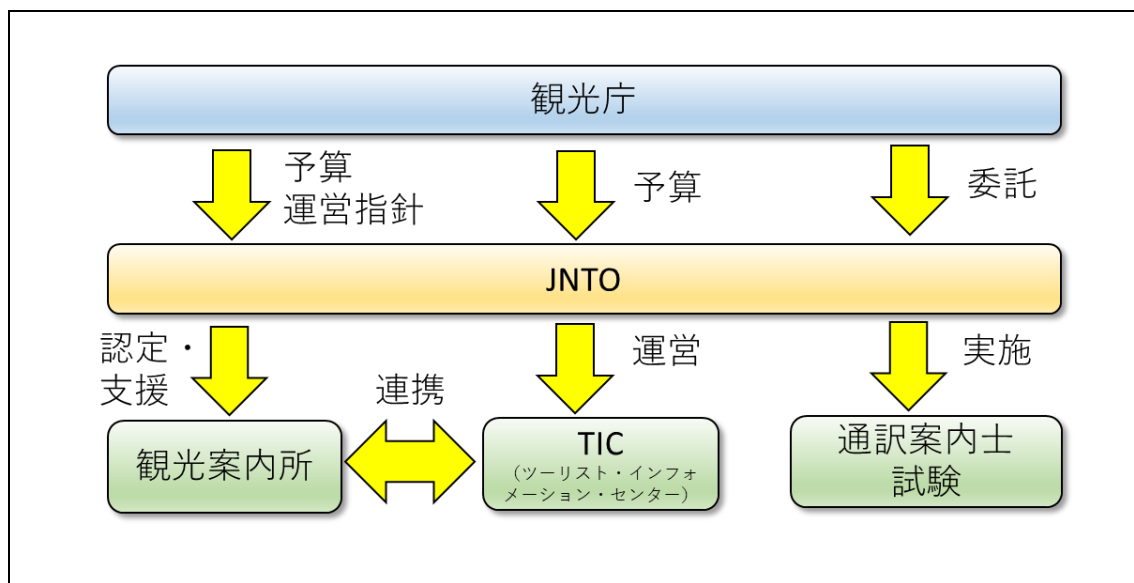 観光庁
予算
運営指針
予算
委託
JNTO
認定・
支援
運営
実施
連携
観光案内所
TIC
（ツーリスト・インフォ
メーション・センター）
通訳案内士
試験